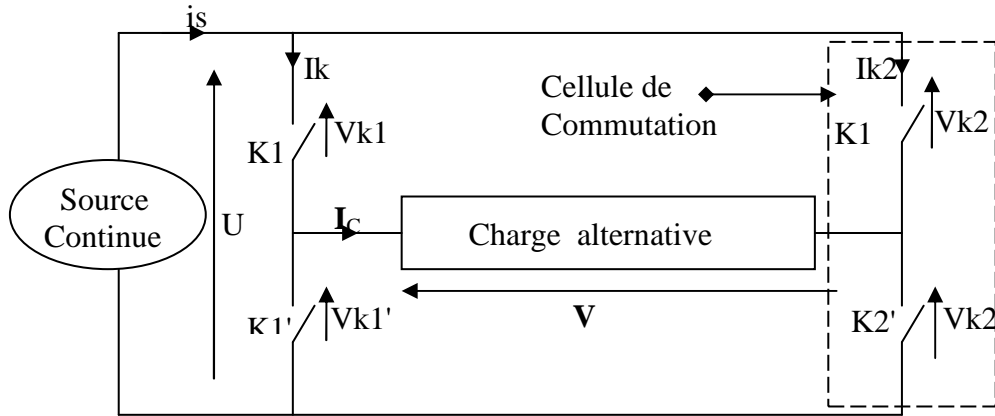 is
Ik
Ik2
Cellule de
Commutation
K1
Vk1
K1
Vk2
Source
Continue
U
IC
Charge alternative
K1'
Vk1'
V
K2'
Vk2